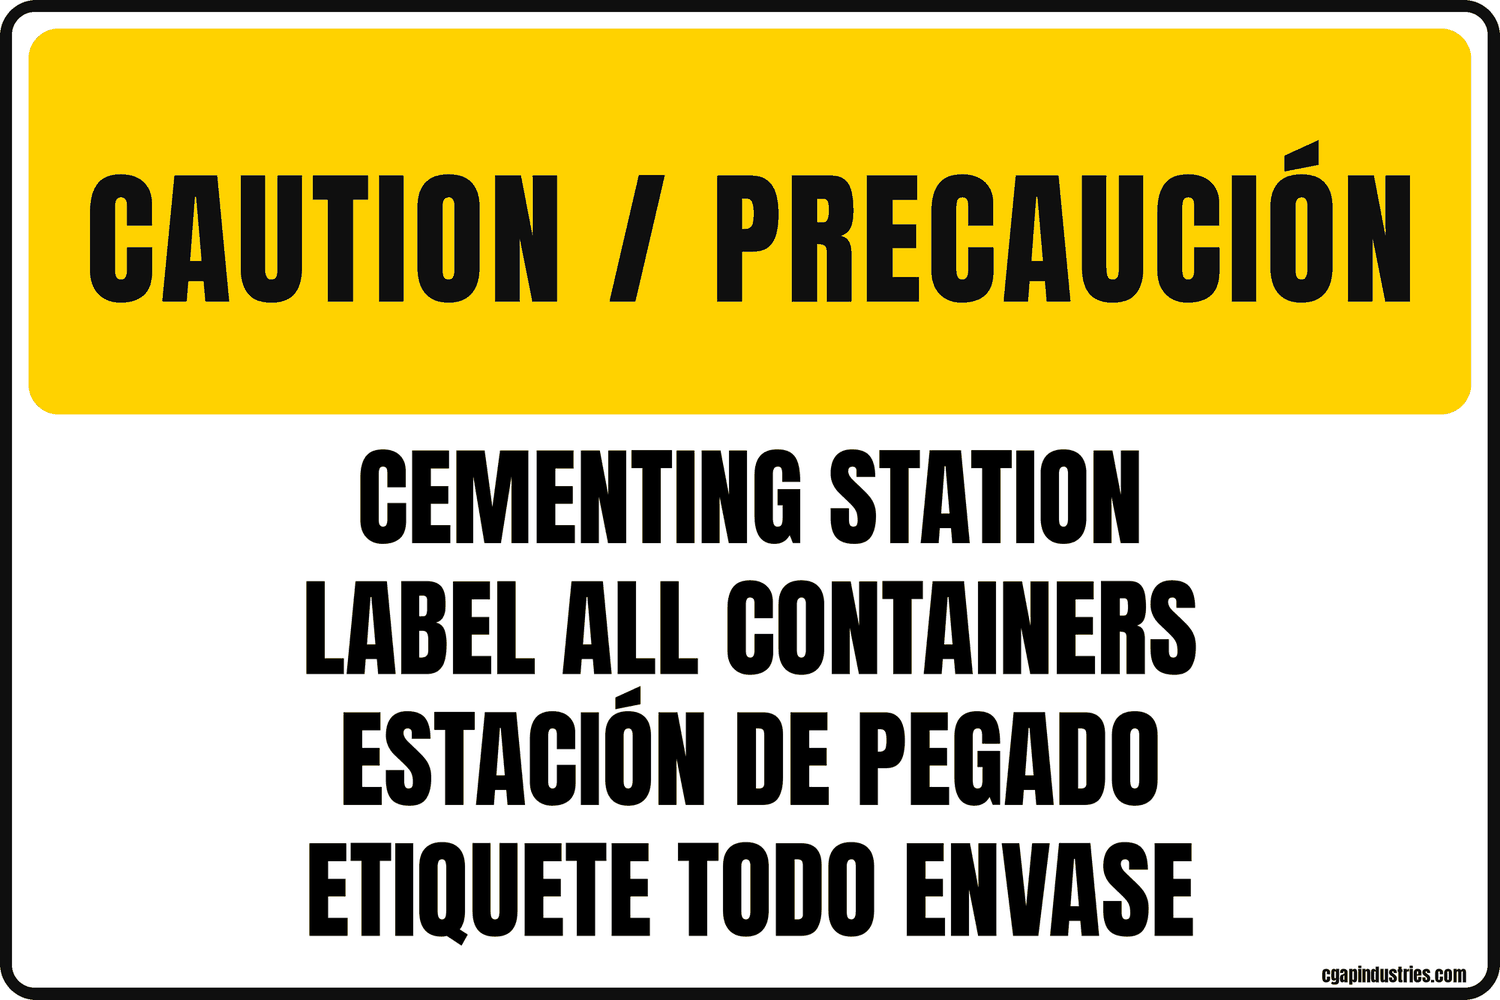 CAUTION / PRECAUCIÓN
CEMENTING STATION
LABEL ALL CONTAINERS
ESTACIÓN DE PEGADO
ETIQUETE TODO ENVASE
cgapindustries.com